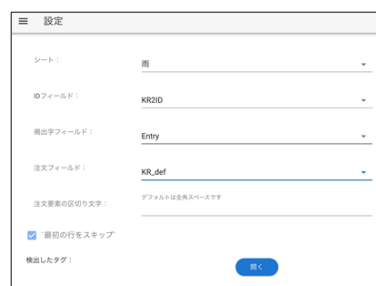 設定
シート：
雨
IDフィールド：
KR2ID
掲出字フィールド：
Entry
注文フィールド：
KR_def
注文要素の区切り文字：
デフォルトは全角スペースです
"最初の行をスキップ"
検出したタグ：
開く